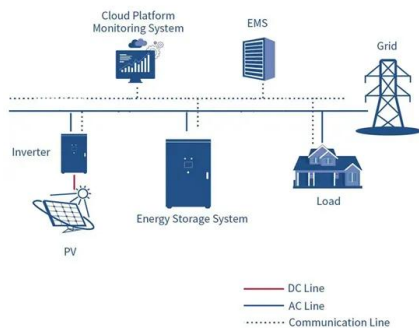 Cloud Platform
Monitoring System
EMS
Grid
Inverter
Energy Storage System
Load
PV
DC Line
AC Line
Communication Line